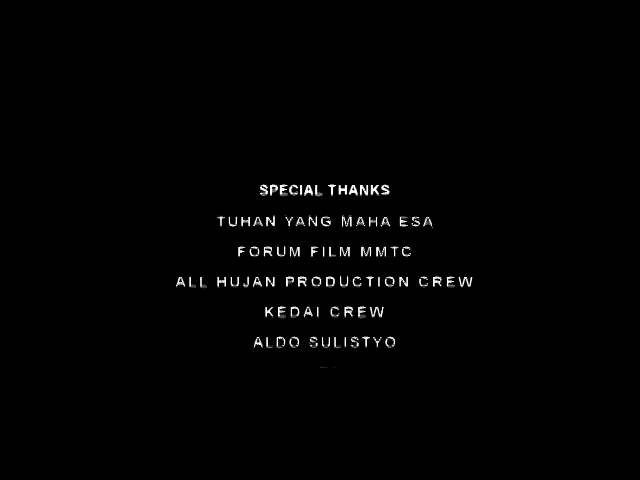 SPECIAL THANKS
TUHAN YANG MAHA ESA
FORUM FILM MMTC
ALL HUJAN PRODUCTION CREW
KEDAI CREW
ALDO SULISTYO